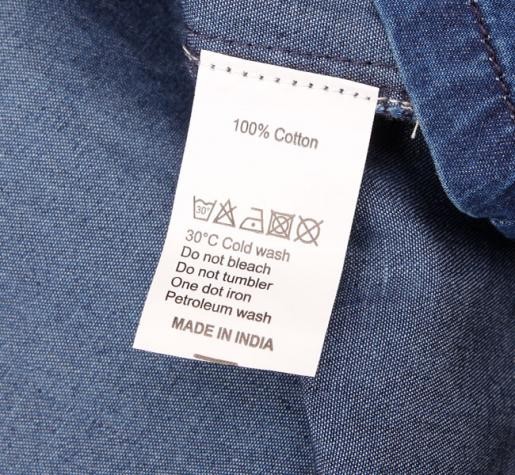 100% Cotton
30°
30°C Cold wash
Do not bleach
Do not tumbler
One dot iron
Petroleum wash
MADE IN INDIA